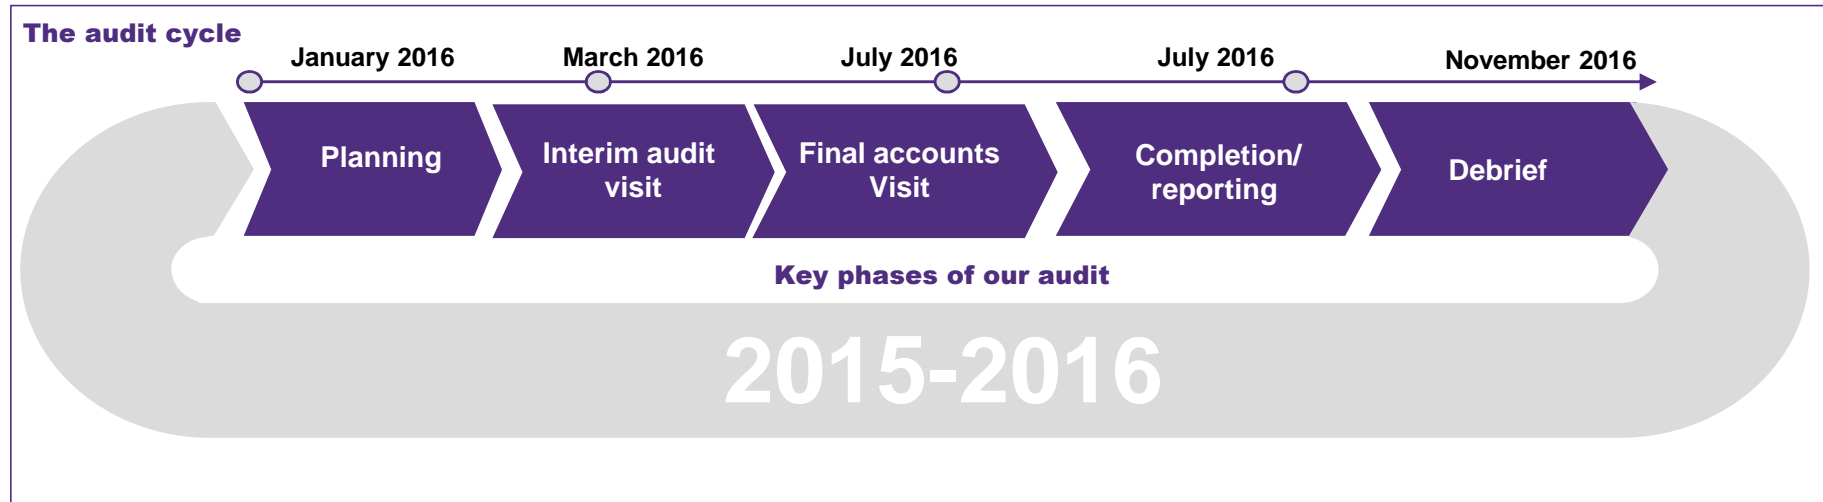 The audit cycle
January 2016
March 2016
July 2016
July 2016
November 2016
Planning
Interim audit
visit
Final accounts
Visit
Completion/
reporting
Debrief
Key phases of our audit
2015-2016